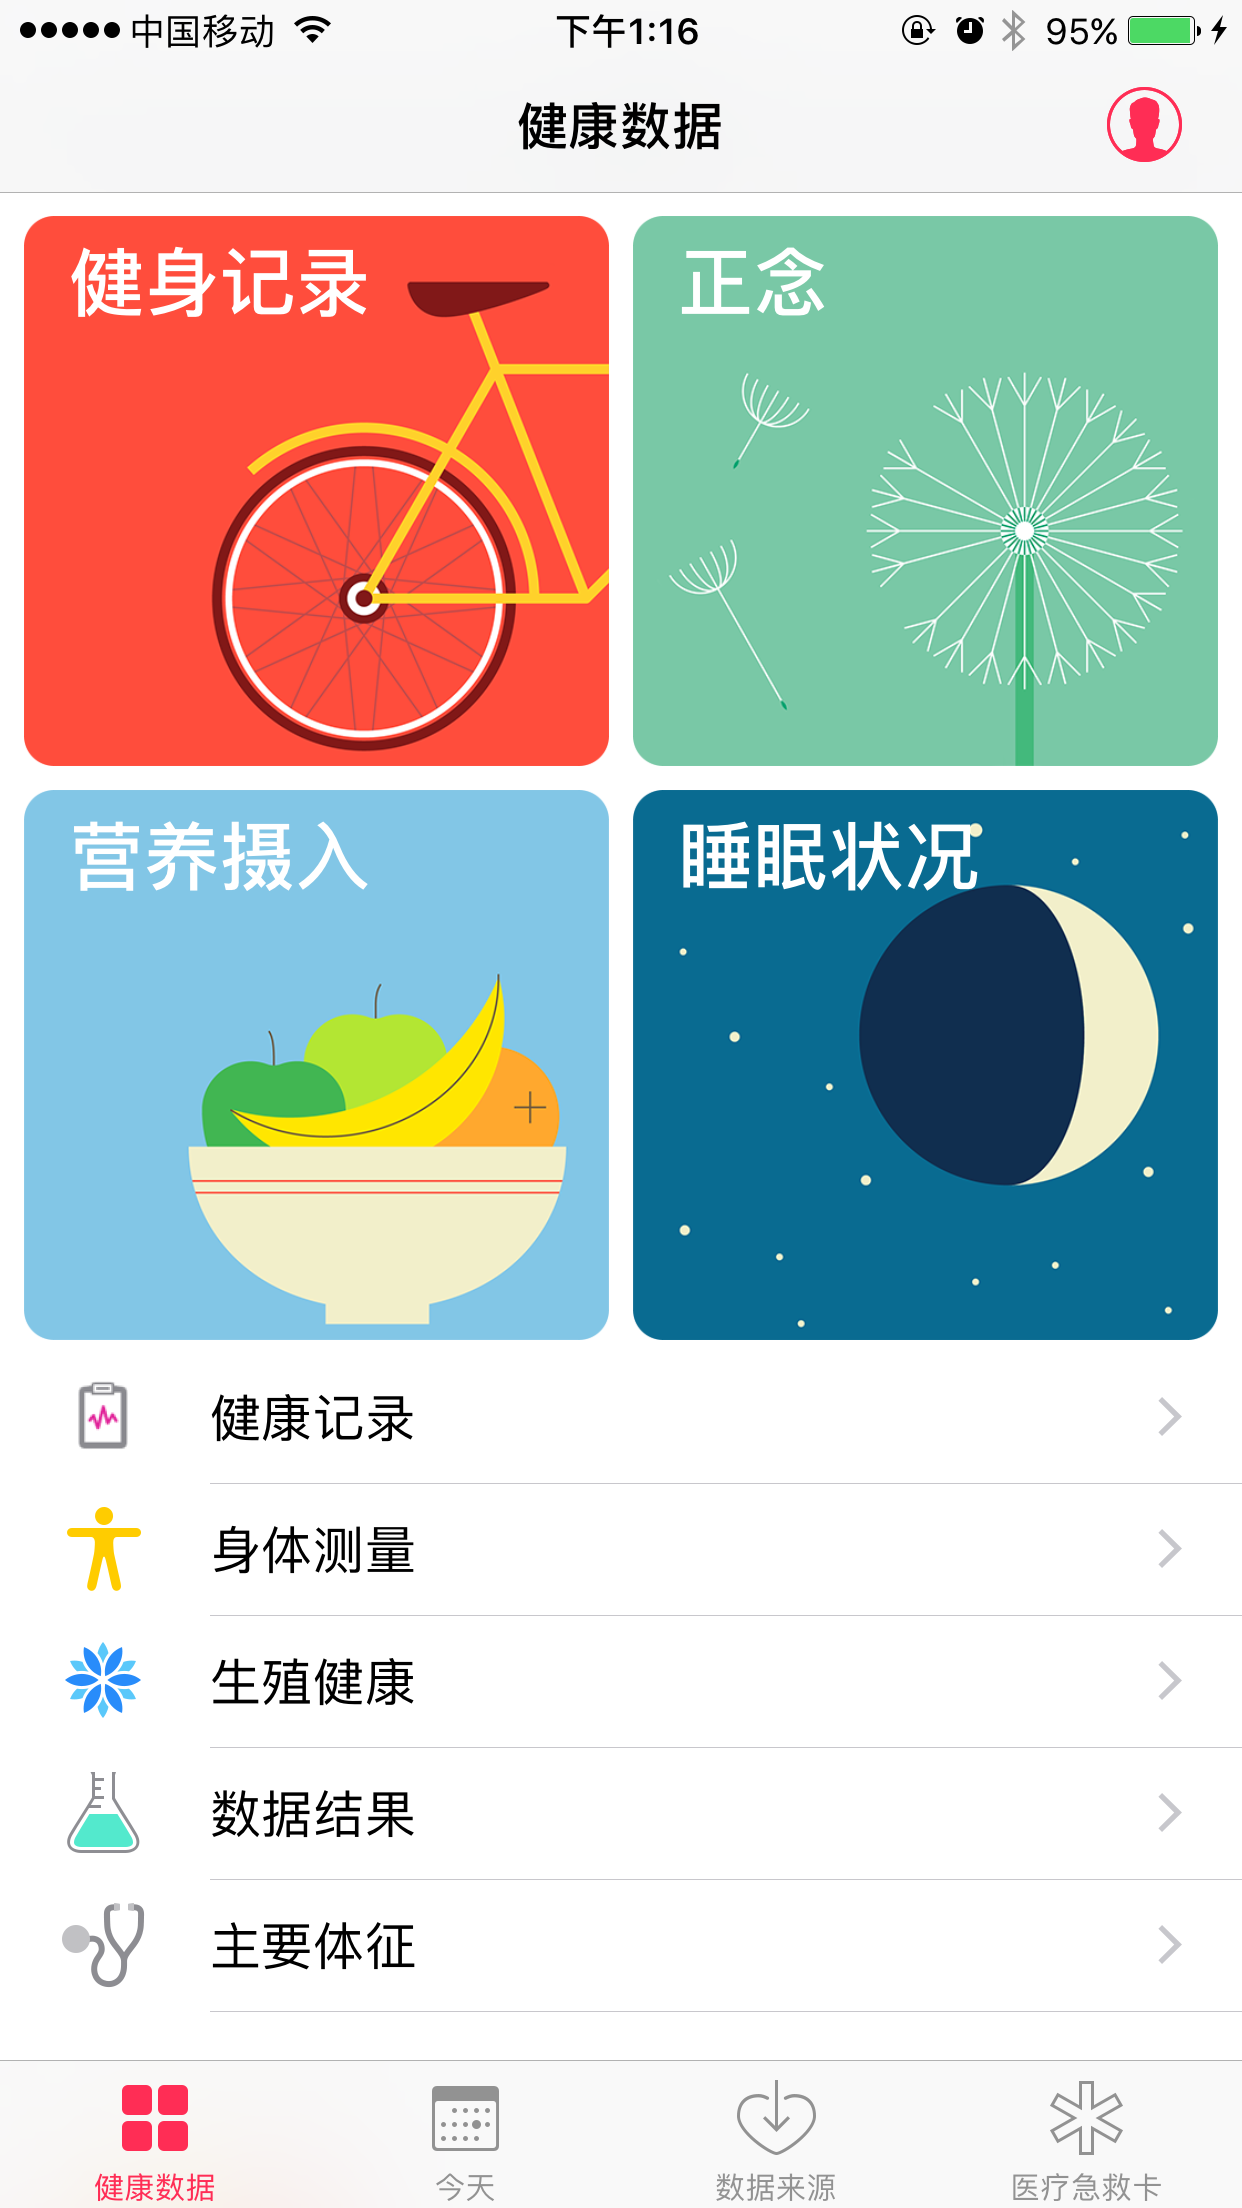 中国移动 下午1:16 95%
健康数据
健身记录
正念
营养摄入
睡眠状况
健康记录
身体测量
生殖健康
数据结果
主要体征
健康数据 今天 数据来源 医疗急救卡